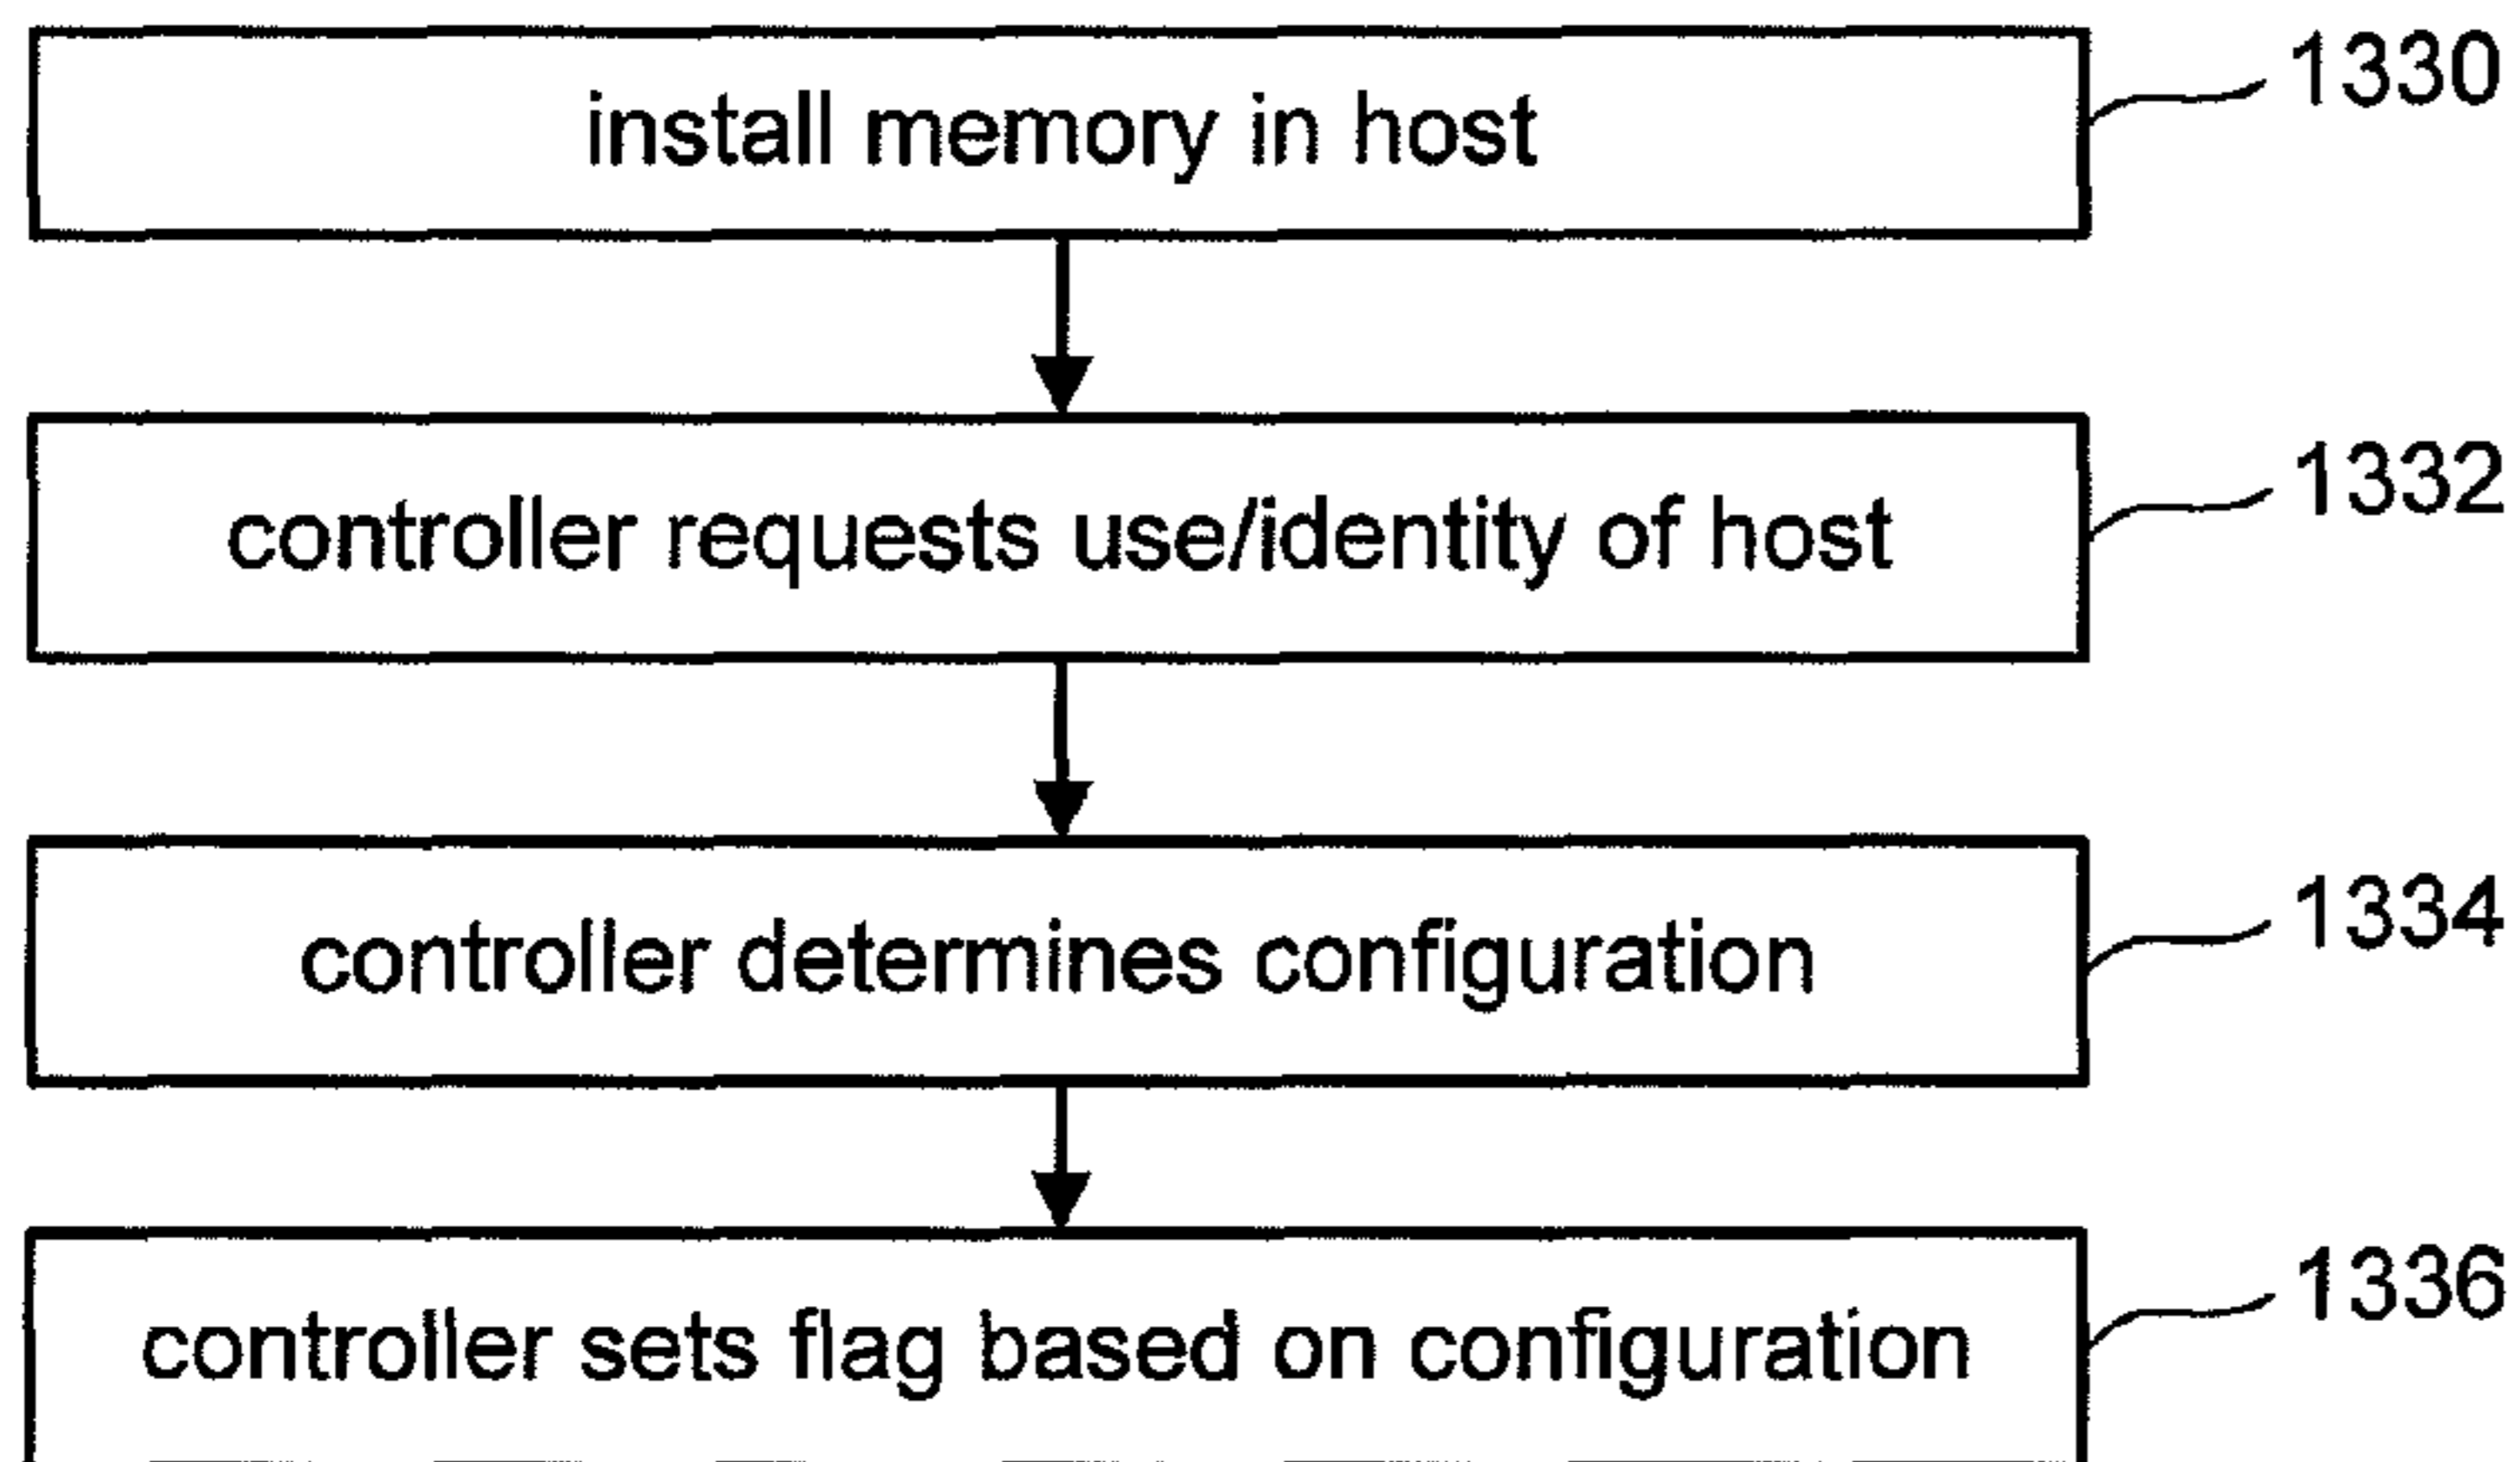 install memory in host 1330
controller requests use/identity of host 1332
controller determines configuration 1334
controller sets flag based on configuration 1336